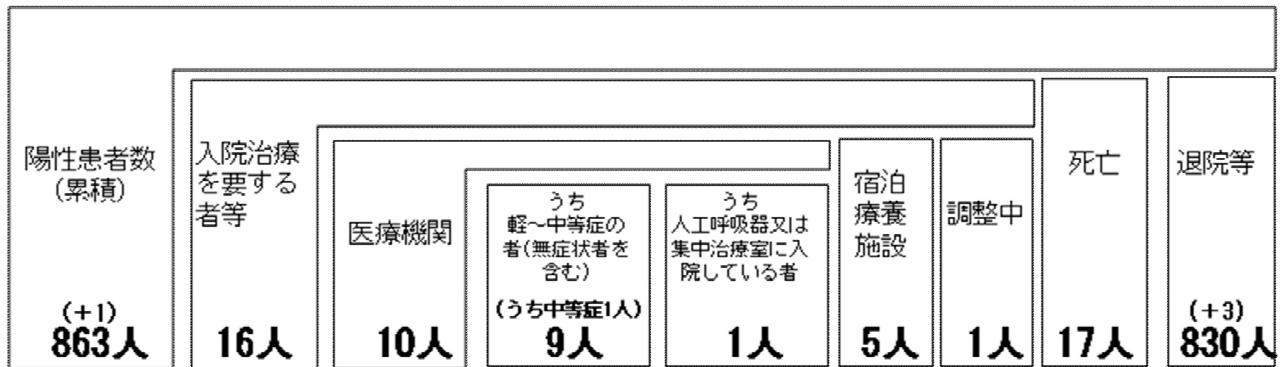 陽性患者数
(累積)
(+1)
863人
入院治療
を要する
者等
16人
医療機関
10人
うち
軽～中等症の
者(無症状者を
含む)
(うち中等症1人)
9人
うち
人工呼吸器又は
集中治療室に入
院している者
1人
宿泊
療養
施設
5人
調整中
1人
死亡
17人
退院等
(+3)
830人